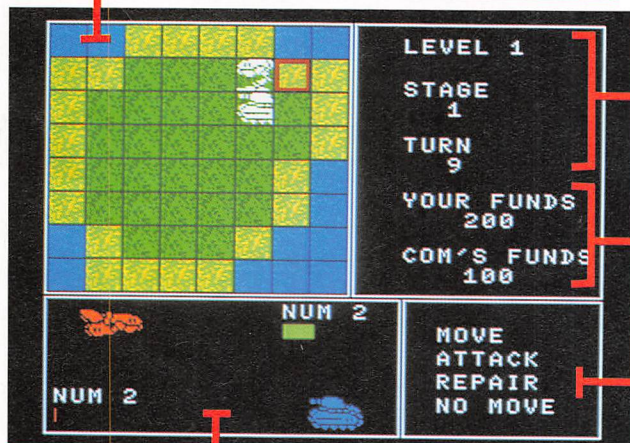 LEVEL 1
STAGE
1
TURN
9
YOUR FUNDS
200
COM'S FUNDS
100
NUM 2
NUM 2
MOVE
ATTACK
REPAIR
NO MOVE